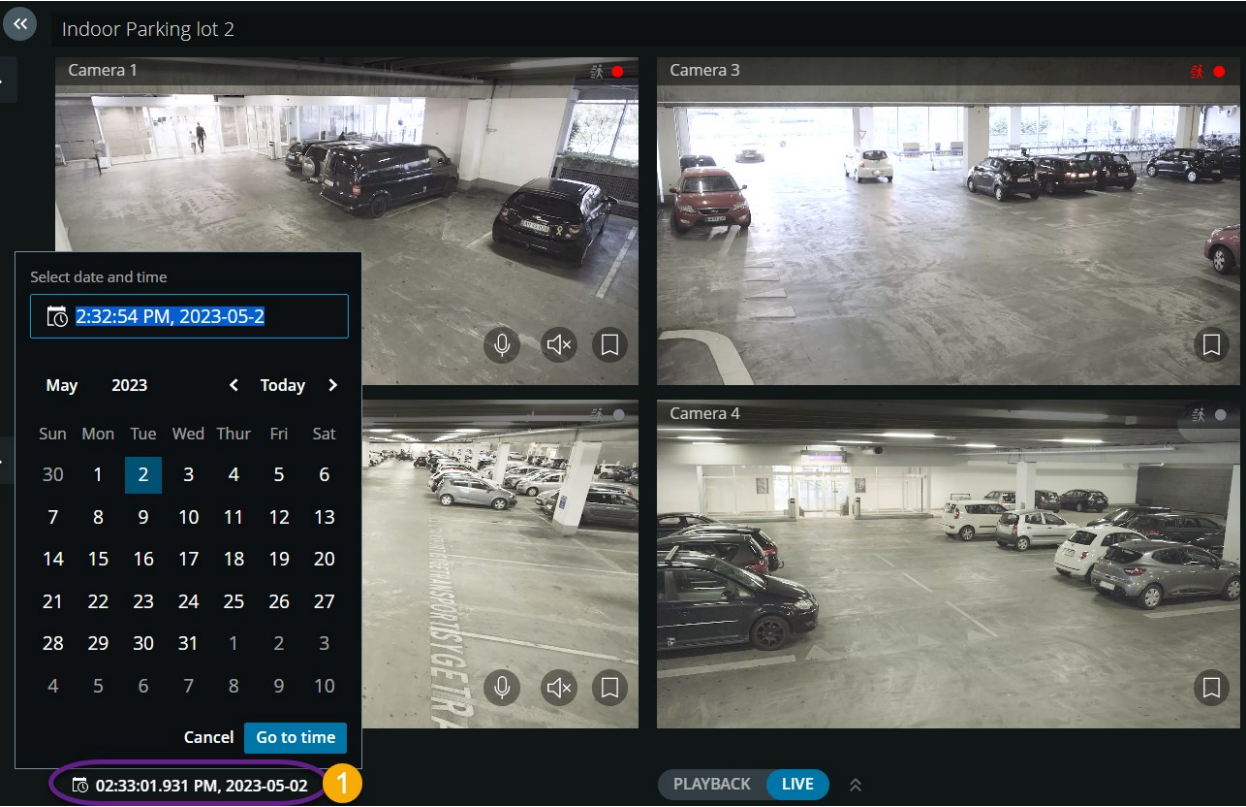 Indoor Parking lot 2
Camera 1
Camera 3
Select date and time
2:32:54 PM, 2023-05-2
May 2023 Today
Sun Mon Tue Wed Thur Fri Sat
30 1 2 3 4 5 6
7 8 9 10 11 12 13
14 15 16 17 18 19 20
21 22 23 24 25 26 27
28 29 30 31 1 2 3
4 5 6 7 8 9 10
Cancel Go to time
Camera 4
02:33:01.931 PM, 2023-05-02
1
PLAYBACK LIVE